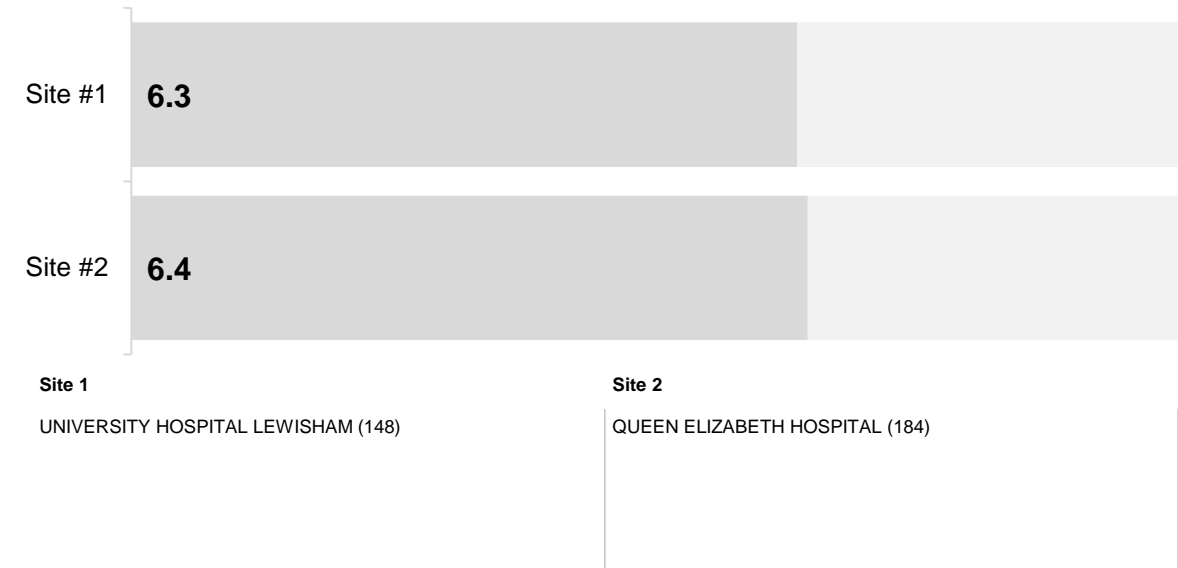 Site #1
6.3
Site #2
6.4
Site 1
Site 2
UNIVERSITY HOSPITAL LEWISHAM (148)
QUEEN ELIZABETH HOSPITAL (184)